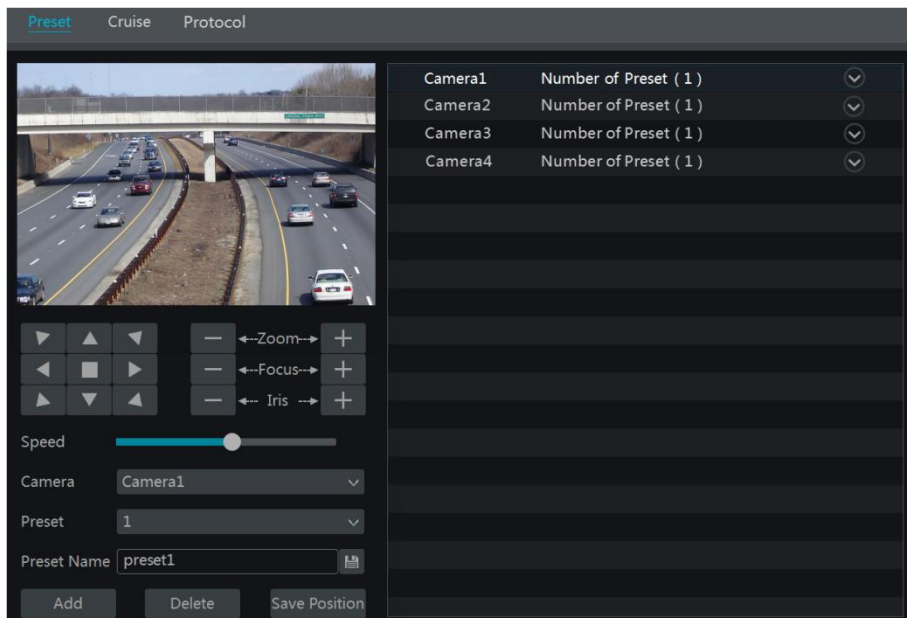 Preset Cruise Protocol
Camera1 Number of Preset ( 1 )
Camera2 Number of Preset ( 1 )
Camera3 Number of Preset ( 1 )
Camera4 Number of Preset ( 1 )
Zoom
Focus
Iris
Speed
Camera Camera1
Preset 1
Preset Name preset1
Add Delete Save Position